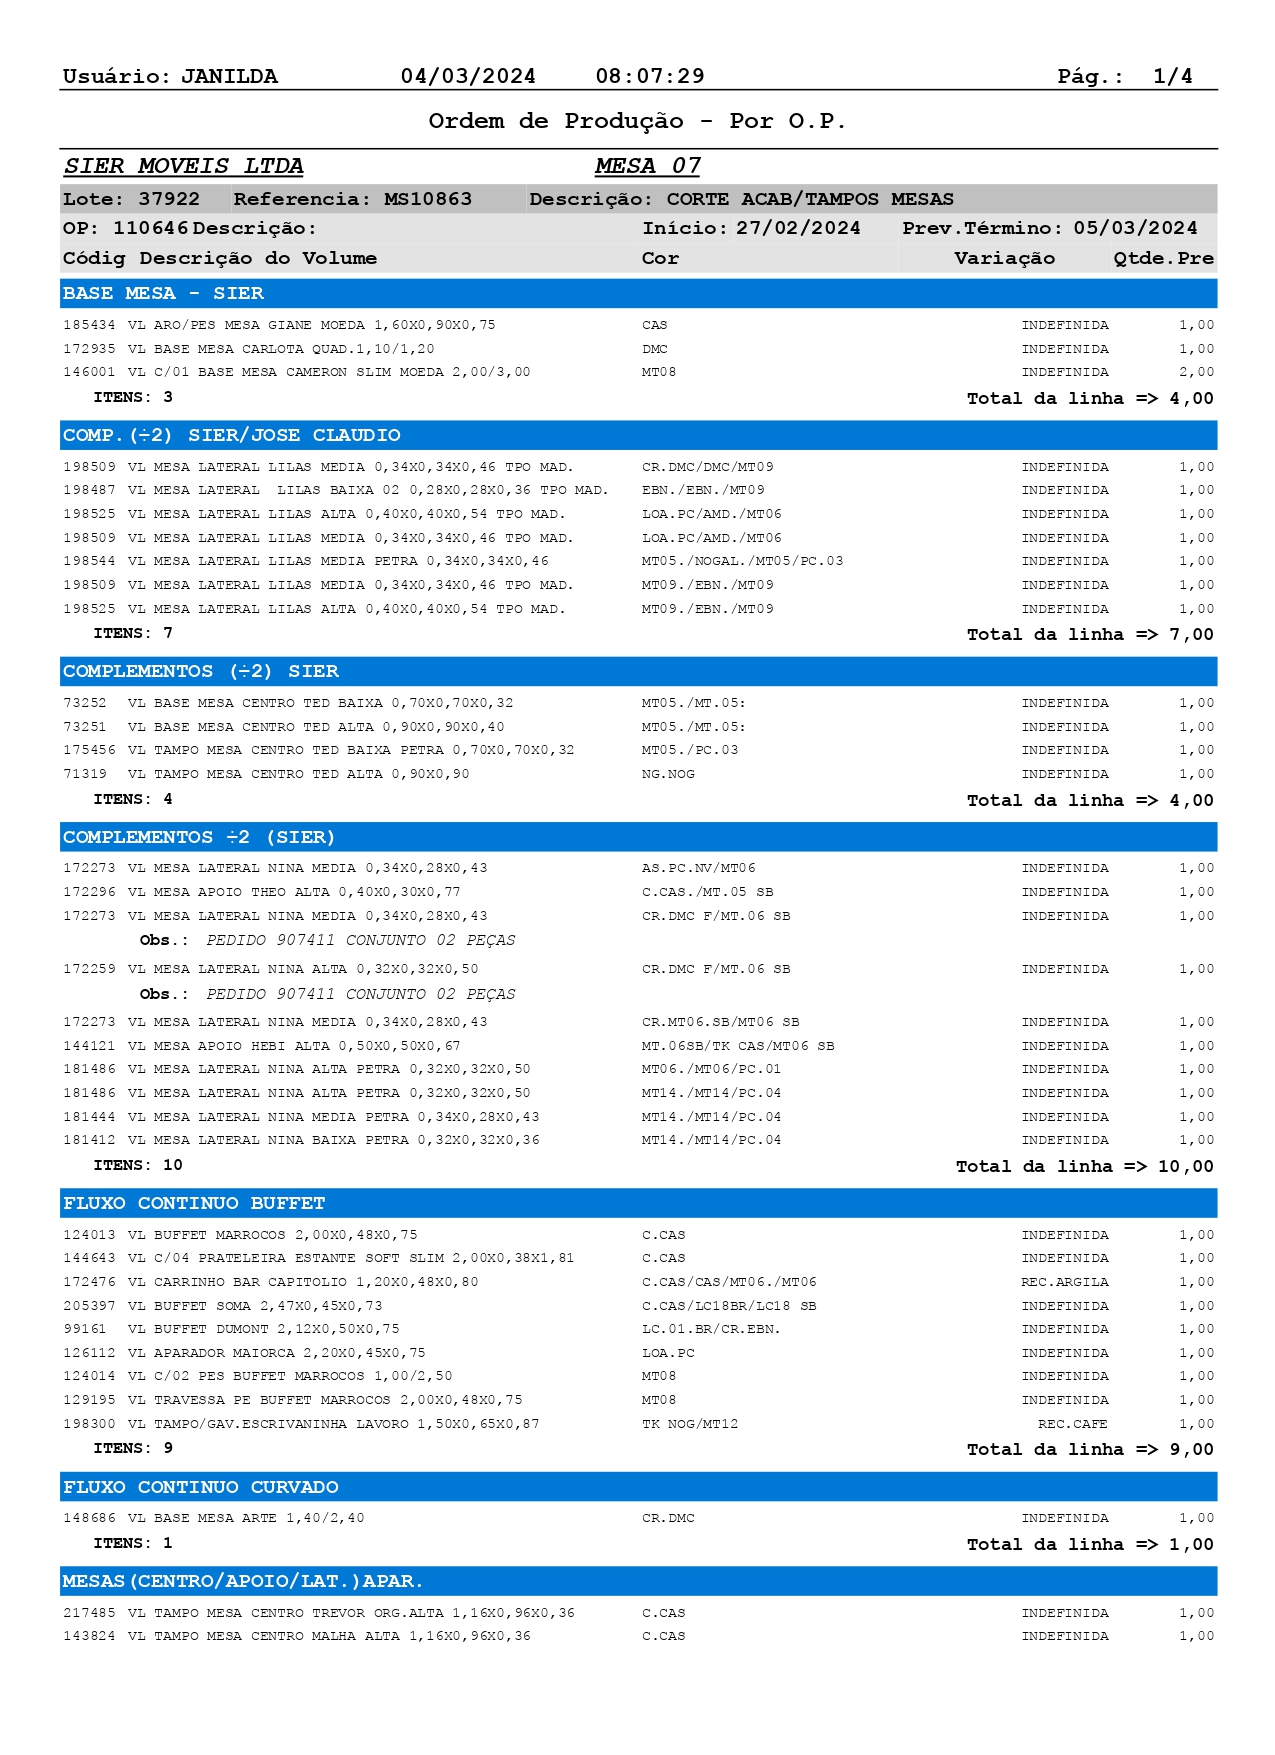 Usuário: JANILDA 04/03/2024 08:07:29 Pág.: 1/4
Ordem de Produção - Por O.P.
SIER MOVEIS LTDA MESA 07
Lote: 37922 Referencia: MS10863 Descrição: CORTE ACAB/TAMPOS MESAS
OP: 110646 Descrição: Início: 27/02/2024 Prev.Término: 05/03/2024
Códig Descrição do Volume Cor Variação Qtde.Pre
BASE MESA - SIER
185434 VL ARO/PES MESA GIANE MOEDA 1,60X0,90X0,75 CAS INDEFINIDA 1,00
172935 VL BASE MESA CARLOTA QUAD.1,10/1,20 DMC INDEFINIDA 1,00
146001 VL C/01 BASE MESA CAMERON SLIM MOEDA 2,00/3,00 MT08 INDEFINIDA 2,00
ITENS: 3 Total da linha => 4,00
COMP.(÷2) SIER/JOSE CLAUDIO
198509 VL MESA LATERAL LILAS MEDIA 0,34X0,34X0,46 TPO MAD. CR.DMC/DMC/MT09 INDEFINIDA 1,00
198487 VL MESA LATERAL  LILAS BAIXA 02 0,28X0,28X0,36 TPO MAD. EBN./EBN./MT09 INDEFINIDA 1,00
198525 VL MESA LATERAL LILAS ALTA 0,40X0,40X0,54 TPO MAD. LOA.PC/AMD./MT06 INDEFINIDA 1,00
198509 VL MESA LATERAL LILAS MEDIA 0,34X0,34X0,46 TPO MAD. LOA.PC/AMD./MT06 INDEFINIDA 1,00
198544 VL MESA LATERAL LILAS MEDIA PETRA 0,34X0,34X0,46 MT05./NOGAL./MT05/PC.03 INDEFINIDA 1,00
198509 VL MESA LATERAL LILAS MEDIA 0,34X0,34X0,46 TPO MAD. MT09./EBN./MT09 INDEFINIDA 1,00
198525 VL MESA LATERAL LILAS ALTA 0,40X0,40X0,54 TPO MAD. MT09./EBN./MT09 INDEFINIDA 1,00
ITENS: 7 Total da linha => 7,00
COMPLEMENTOS (÷2) SIER
73252 VL BASE MESA CENTRO TED BAIXA 0,70X0,70X0,32 MT05./MT.05: INDEFINIDA 1,00
73251 VL BASE MESA CENTRO TED ALTA 0,90X0,90X0,40 MT05./MT.05: INDEFINIDA 1,00
175456 VL TAMPO MESA CENTRO TED BAIXA PETRA 0,70X0,70X0,32 MT05./PC.03 INDEFINIDA 1,00
71319 VL TAMPO MESA CENTRO TED ALTA 0,90X0,90 NG.NOG INDEFINIDA 1,00
ITENS: 4 Total da linha => 4,00
COMPLEMENTOS ÷2 (SIER)
172273 VL MESA LATERAL NINA MEDIA 0,34X0,28X0,43 AS.PC.NV/MT06 INDEFINIDA 1,00
172296 VL MESA APOIO THEO ALTA 0,40X0,30X0,77 C.CAS./MT.05 SB INDEFINIDA 1,00
172273 VL MESA LATERAL NINA MEDIA 0,34X0,28X0,43 CR.DMC F/MT.06 SB INDEFINIDA 1,00
Obs.: PEDIDO 907411 CONJUNTO 02 PEÇAS
172259 VL MESA LATERAL NINA ALTA 0,32X0,32X0,50 CR.DMC F/MT.06 SB INDEFINIDA 1,00
Obs.: PEDIDO 907411 CONJUNTO 02 PEÇAS
172273 VL MESA LATERAL NINA MEDIA 0,34X0,28X0,43 CR.MT06.SB/MT06 SB INDEFINIDA 1,00
144121 VL MESA APOIO HEBI ALTA 0,50X0,50X0,67 MT.06SB/TK CAS/MT06 SB INDEFINIDA 1,00
181486 VL MESA LATERAL NINA ALTA PETRA 0,32X0,32X0,50 MT06./MT06/PC.01 INDEFINIDA 1,00
181486 VL MESA LATERAL NINA ALTA PETRA 0,32X0,32X0,50 MT14./MT14/PC.04 INDEFINIDA 1,00
181444 VL MESA LATERAL NINA MEDIA PETRA 0,34X0,28X0,43 MT14./MT14/PC.04 INDEFINIDA 1,00
181412 VL MESA LATERAL NINA BAIXA PETRA 0,32X0,32X0,36 MT14./MT14/PC.04 INDEFINIDA 1,00
ITENS: 10 Total da linha => 10,00
FLUXO CONTINUO BUFFET
124013 VL BUFFET MARROCOS 2,00X0,48X0,75 C.CAS INDEFINIDA 1,00
144643 VL C/04 PRATELEIRA ESTANTE SOFT SLIM 2,00X0,38X1,81 C.CAS INDEFINIDA 1,00
172476 VL CARRINHO BAR CAPITOLIO 1,20X0,48X0,80 C.CAS/CAS/MT06./MT06 REC.ARGILA 1,00
205397 VL BUFFET SOMA 2,47X0,45X0,73 C.CAS/LC18BR/LC18 SB INDEFINIDA 1,00
99161 VL BUFFET DUMONT 2,12X0,50X0,75 LC.01.BR/CR.EBN. INDEFINIDA 1,00
126112 VL APARADOR MAIORCA 2,20X0,45X0,75 LOA.PC INDEFINIDA 1,00
124014 VL C/02 PES BUFFET MARROCOS 1,00/2,50 MT08 INDEFINIDA 1,00
129195 VL TRAVESSA PE BUFFET MARROCOS 2,00X0,48X0,75 MT08 INDEFINIDA 1,00
198300 VL TAMPO/GAV.ESCRIVANINHA LAVORO 1,50X0,65X0,87 TK NOG/MT12 REC.CAFE 1,00
ITENS: 9 Total da linha => 9,00
FLUXO CONTINUO CURVADO
148686 VL BASE MESA ARTE 1,40/2,40 CR.DMC INDEFINIDA 1,00
ITENS: 1 Total da linha => 1,00
MESAS(CENTRO/APOIO/LAT.)APAR.
217485 VL TAMPO MESA CENTRO TREVOR ORG.ALTA 1,16X0,96X0,36 C.CAS INDEFINIDA 1,00
143824 VL TAMPO MESA CENTRO MALHA ALTA 1,16X0,96X0,36 C.CAS INDEFINIDA 1,00